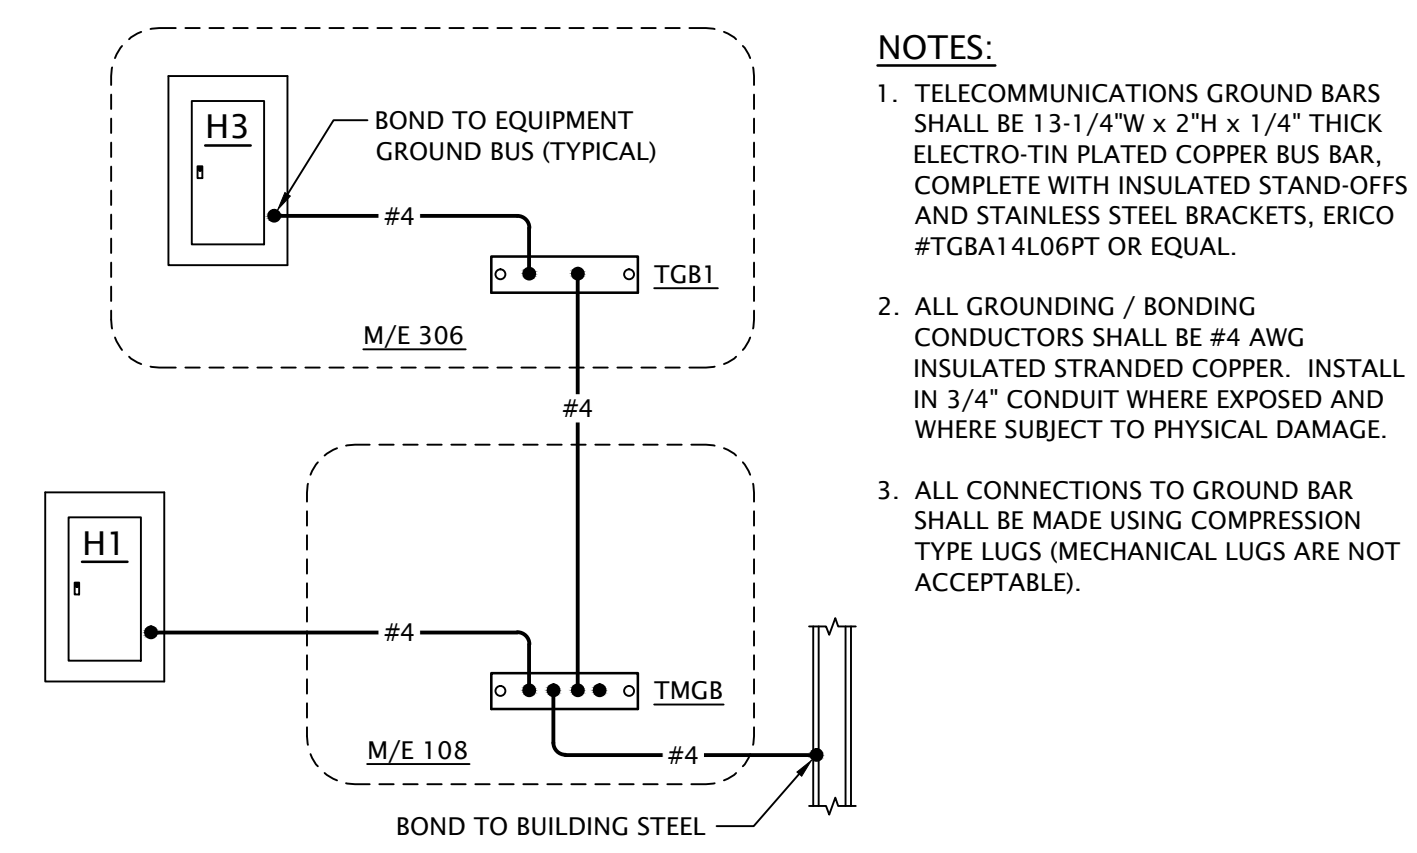 H3
BOND TO EQUIPMENT
GROUND BUS (TYPICAL)
#4
TGB1
M/E 306
#4
H1
#4
TMGB
M/E 108
#4
BOND TO BUILDING STEEL
NOTES:
1. TELECOMMUNICATIONS GROUND BARS
SHALL BE 13-1/4"W x 2"H x 1/4" THICK
ELECTRO-TIN PLATED COPPER BUS BAR,
COMPLETE WITH INSULATED STAND-OFFS
AND STAINLESS STEEL BRACKETS, ERICO
#TGBA14L06PT OR EQUAL.
2. ALL GROUNDING / BONDING
CONDUCTORS SHALL BE #4 AWG
INSULATED STRANDED COPPER. INSTALL
IN 3/4" CONDUIT WHERE EXPOSED AND
WHERE SUBJECT TO PHYSICAL DAMAGE.
3. ALL CONNECTIONS TO GROUND BAR
SHALL BE MADE USING COMPRESSION
TYPE LUGS (MECHANICAL LUGS ARE NOT
ACCEPTABLE).